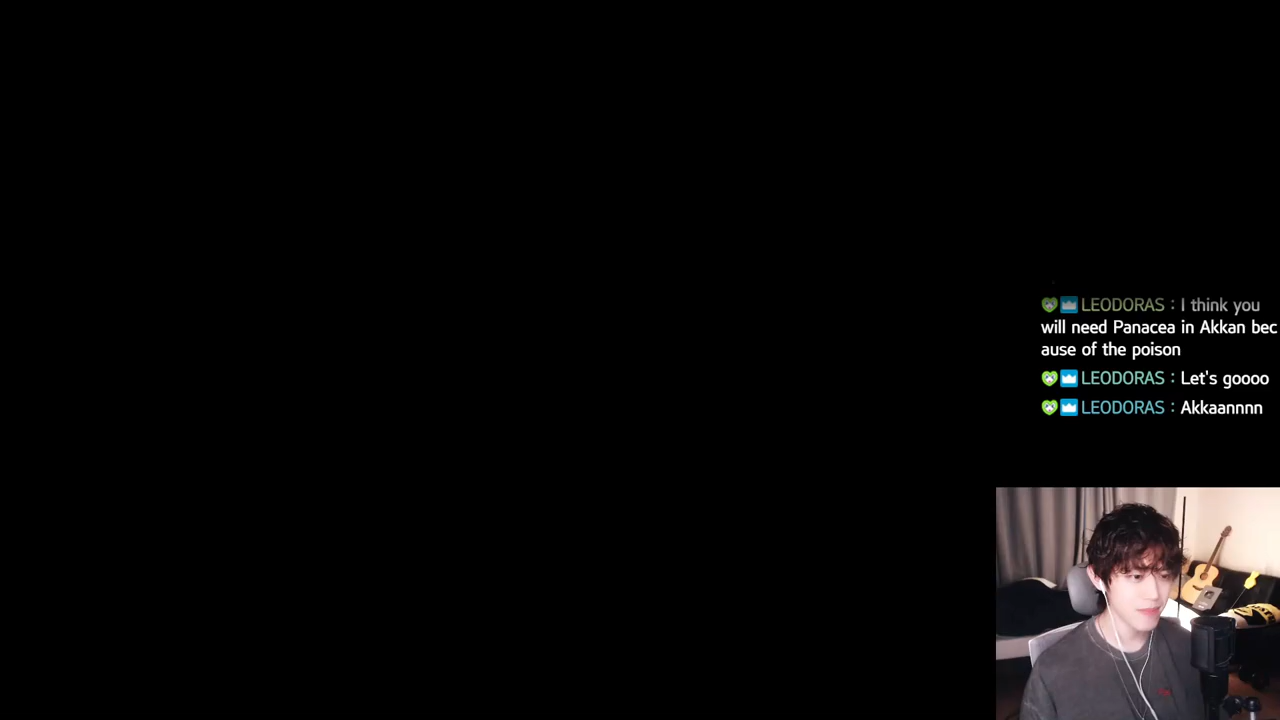 LEODORAS : I think you
will need Panacea in Akkan bec
ause of the poison
LEODORAS : Let's goooo
LEODORAS : Akkaannnn